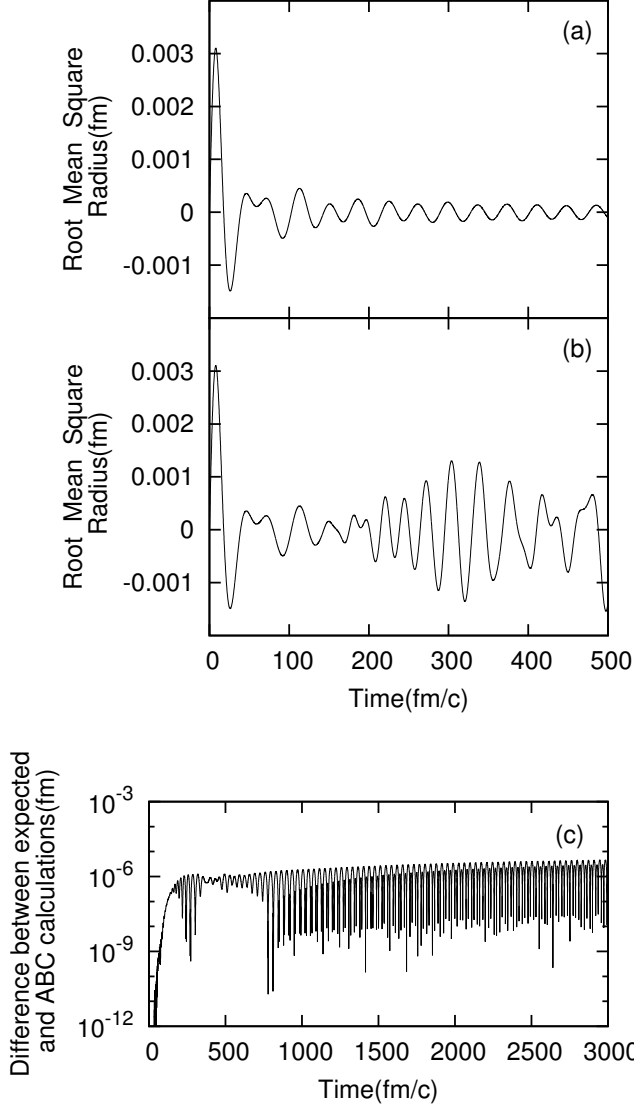 (a)
Root Mean Square
Radius(fm)
0.003
0.002
0.001
0
-0.001
(b)
Root Mean Square
Radius(fm)
0.003
0.002
0.001
0
-0.001
0 100 200 300 400 500
Time(fm/c)
(c)
Difference between expected
and ABC calculations(fm)
10-3
10-6
10-9
10-12
0 500 1000 1500 2000 2500 3000
Time(fm/c)